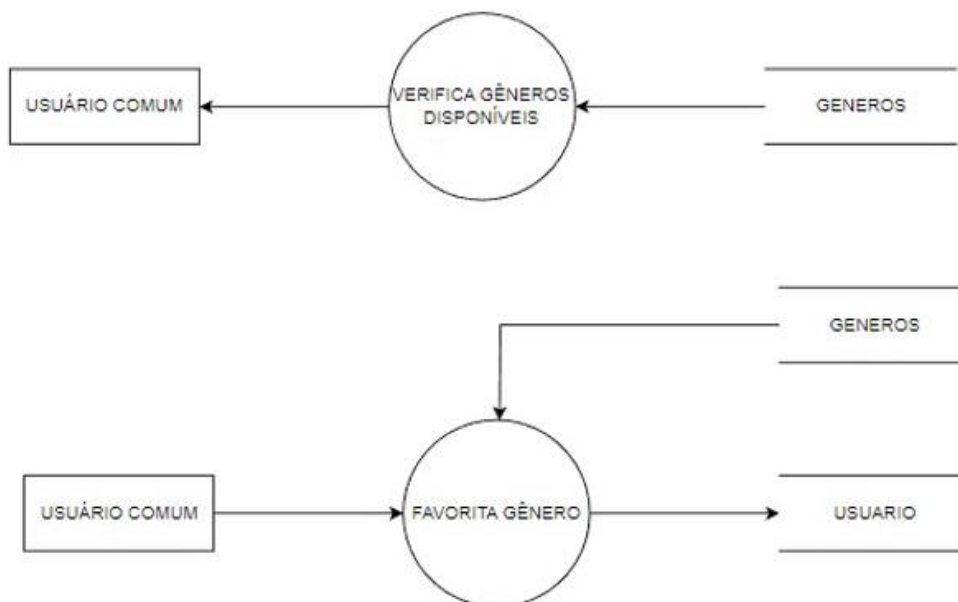 USUÁRIO COMUM
VERIFICA GÊNEROS
DISPONÍVEIS
GENEROS
GENEROS
USUÁRIO COMUM
FAVORITA GÊNERO
USUARIO